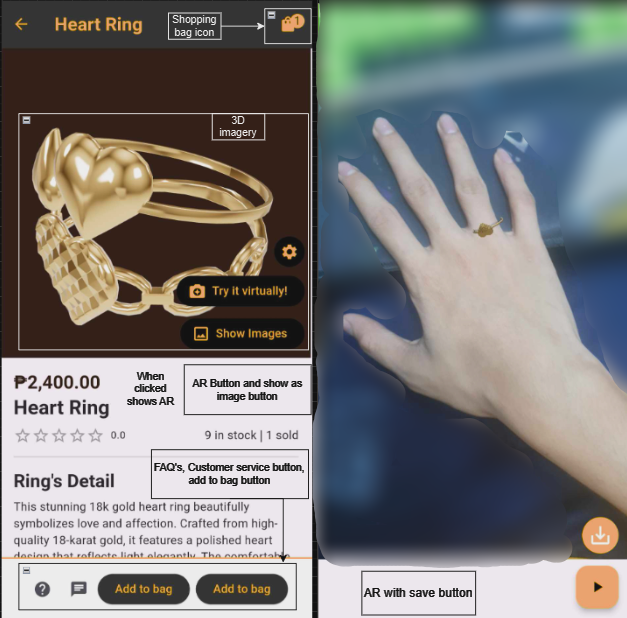 Heart Ring
Shopping
bag icon
1
3D
imagery
Try it virtually!
Show Images
₱2,400.00
Heart Ring
When
clicked
shows AR
AR Button and show as
image button
0.0
9 in stock | 1 sold
FAQ's, Customer service button,
add to bag button
Ring's Detail
This stunning 18k gold heart ring beautifully
symbolizes love and affection. Crafted from high-
quality 18-karat gold, it features a polished heart
design that reflects light elegantly. The comfortable
Add to bag
Add to bag
AR with save button